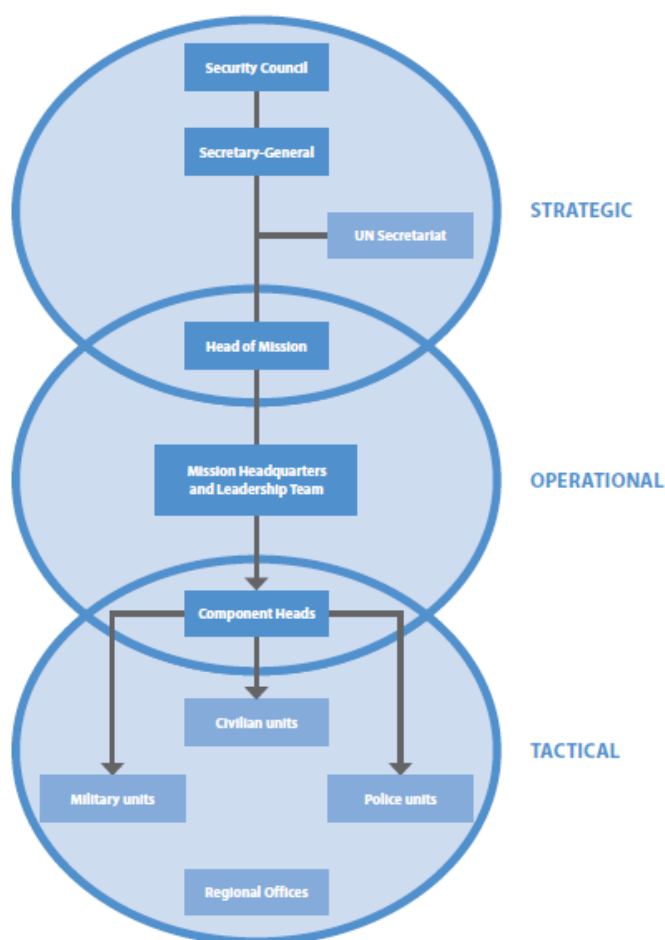 Security Council
Secretary-General
STRATEGIC
UN Secretariat
Head of Mission
Mission Headquarters
and Leadership Team
OPERATIONAL
Component Heads
Civilian units
TACTICAL
Military units
Police units
Regional Offices